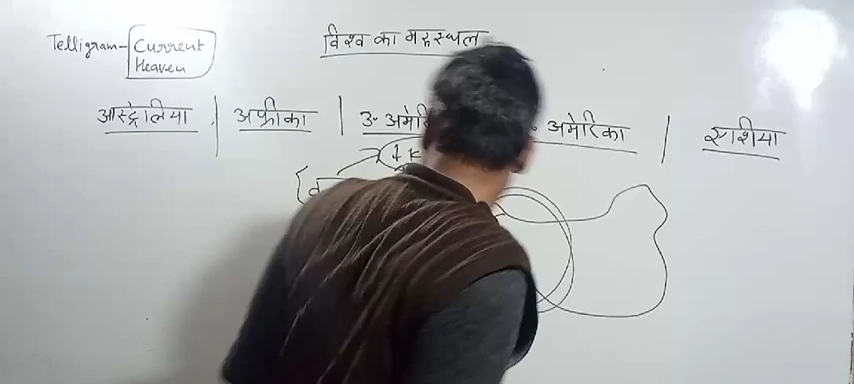 Telligram- Current
Heaven
विश्व का मरुस्थल
आस्ट्रेलिया | अफ्रीका | उ॰ अमेरि ॰ अमेरिका | एशिया